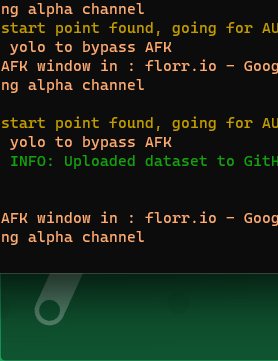 ng alpha channel
start point found, going for AU
yolo to bypass AFK
AFK window in : florr.io - Goog
ng alpha channel
start point found, going for AU
yolo to bypass AFK
INFO: Uploaded dataset to GitH
AFK window in : florr.io - Goog
ng alpha channel